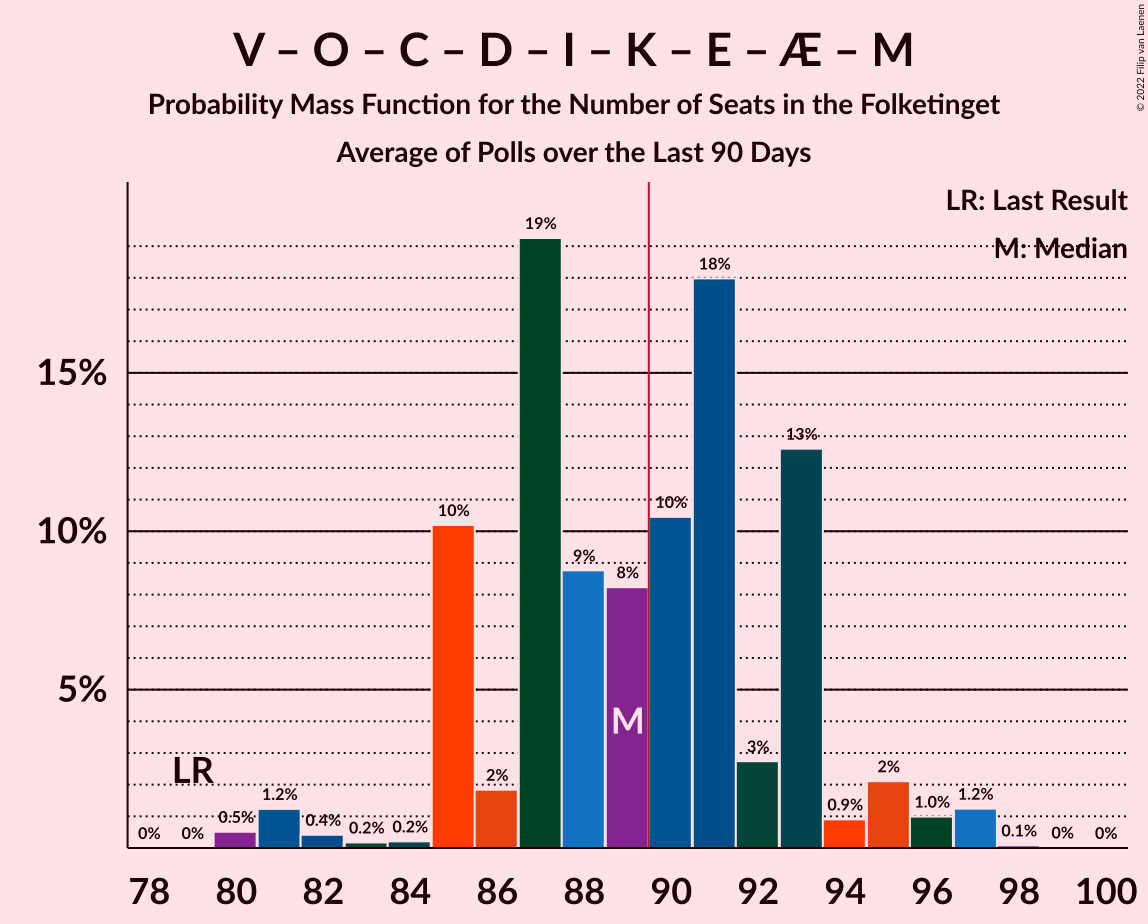 V – O – C – D – I – K – E – Æ – M
Probability Mass Function for the Number of Seats in the Folketinget
Average of Polls over the Last 90 Days
© 2022 Filip van Laenen
LR: Last Result
M: Median
15%
10%
5%
LR
M
0%
0%
0.5%
1.2%
0.4%
0.2%
0.2%
10%
2%
19%
9%
8%
10%
18%
3%
13%
0.9%
2%
1.0%
1.2%
0.1%
0%
0%
78 80 82 84 86 88 90 92 94 96 98 100